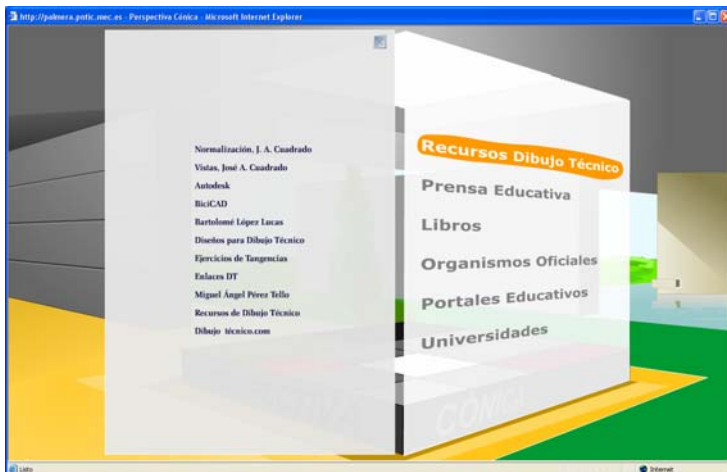 http://palmera.pntic.mec.es - Perspectiva Cónica - Microsoft Internet Explorer
Normalización, J. A. Cuadrado
Vistas, José A. Cuadrado
Autodesk
BiciCAD
Bartolomé López Lucas
Diseños para Dibujo Técnico
Ejercicios de Tangencias
Enlaces DT
Miguel Ángel Pérez Tello
Recursos de Dibujo Técnico
Dibujo técnico.com
Recursos Dibujo Técnico
Prensa Educativa
Libros
Organismos Oficiales
Portales Educativos
Universidades
CÓNICA
Listo
Internet